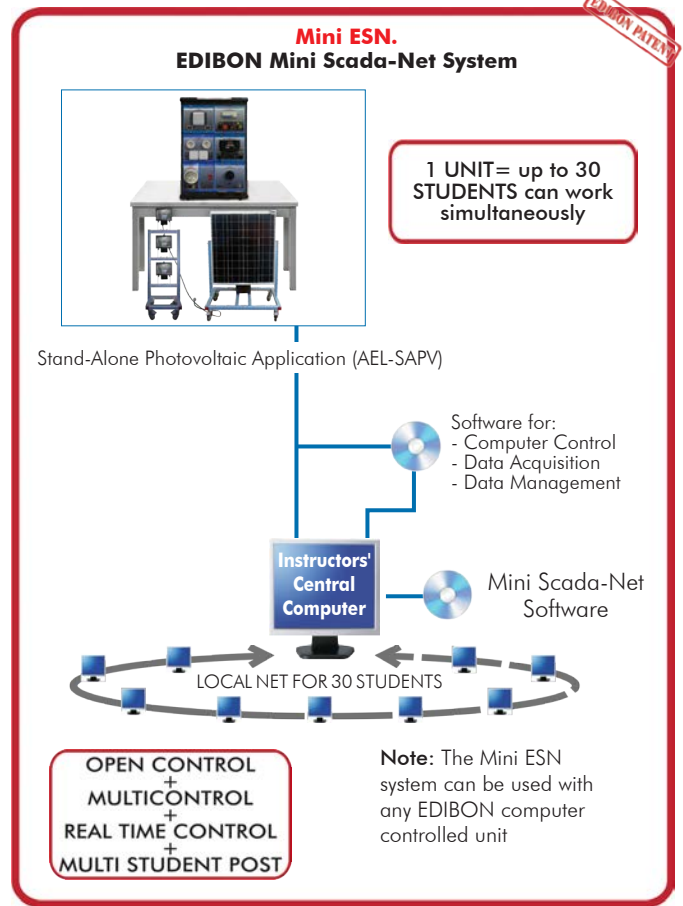 EDIBON PATENT
Mini ESN.
EDIBON Mini Scada-Net System
1 UNIT= up to 30
STUDENTS can work
simultaneously
Stand-Alone Photovoltaic Application (AEL-SAPV)
Software for:
- Computer Control
- Data Acquisition
- Data Management
Instructors'
Central
Computer
Mini Scada-Net
Software
LOCAL NET FOR 30 STUDENTS
OPEN CONTROL
+
MULTICONTROL
+
REAL TIME CONTROL
+
MULTI STUDENT POST
Note: The Mini ESN
system can be used with
any EDIBON computer
controlled unit